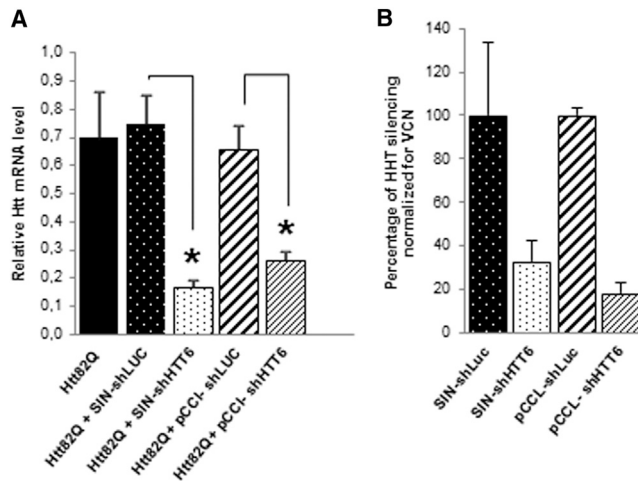 A
Relative Htt mRNA level
1,0
0,9
0,8
0,7
0,6
0,5
0,4
0,3
0,2
0,1
0,0
*
*
Htt82Q
Htt82Q + SIN-shLUC
Htt82Q + SIN-shHTT6
Htt82Q+ pCCl- shLUC
Htt82Q+ pCCl- shHTT6
B
Percentage of HHT silencing
normalized for VCN
140
120
100
80
60
40
20
0
SIN-shLuc
SIN-shHTT6
pCCL-shLuc
pCCL- shHTT6